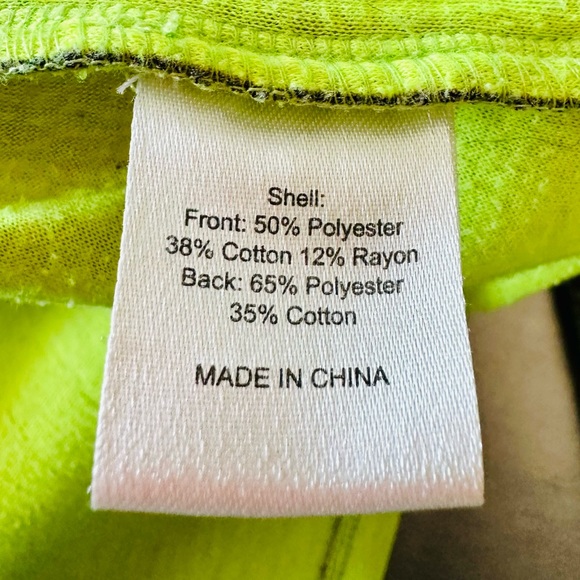 Shell:
Front: 50% Polyester
38% Cotton 12% Rayon
Back: 65% Polyester
35% Cotton
MADE IN CHINA